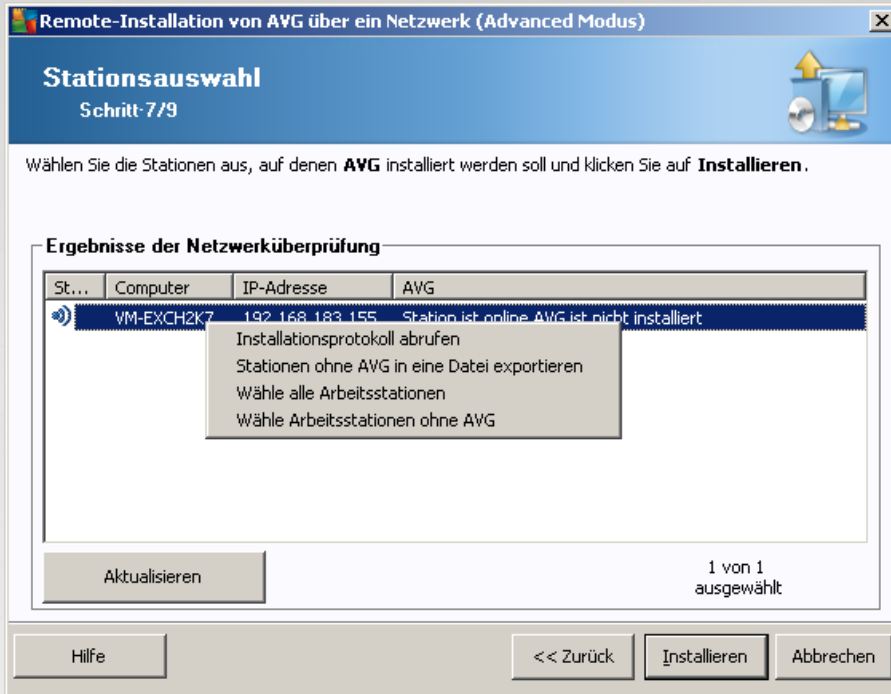 Remote-Installation von AVG über ein Netzwerk (Advanced Modus)
Stationsauswahl
Schritt-7/9
Wählen Sie die Stationen aus, auf denen AVG installiert werden soll und klicken Sie auf Installieren.
Ergebnisse der Netzwerküberprüfung
St... Computer IP-Adresse AVG
VM-EXCH2K7 192.168.183.155 Station ist online AVG ist nicht installiert
Installationsprotokoll abrufen
Stationen ohne AVG in eine Datei exportieren
Wähle alle Arbeitsstationen
Wähle Arbeitsstationen ohne AVG
Aktualisieren
1 von 1
ausgewählt
Hilfe << Zurück Installieren Abbrechen